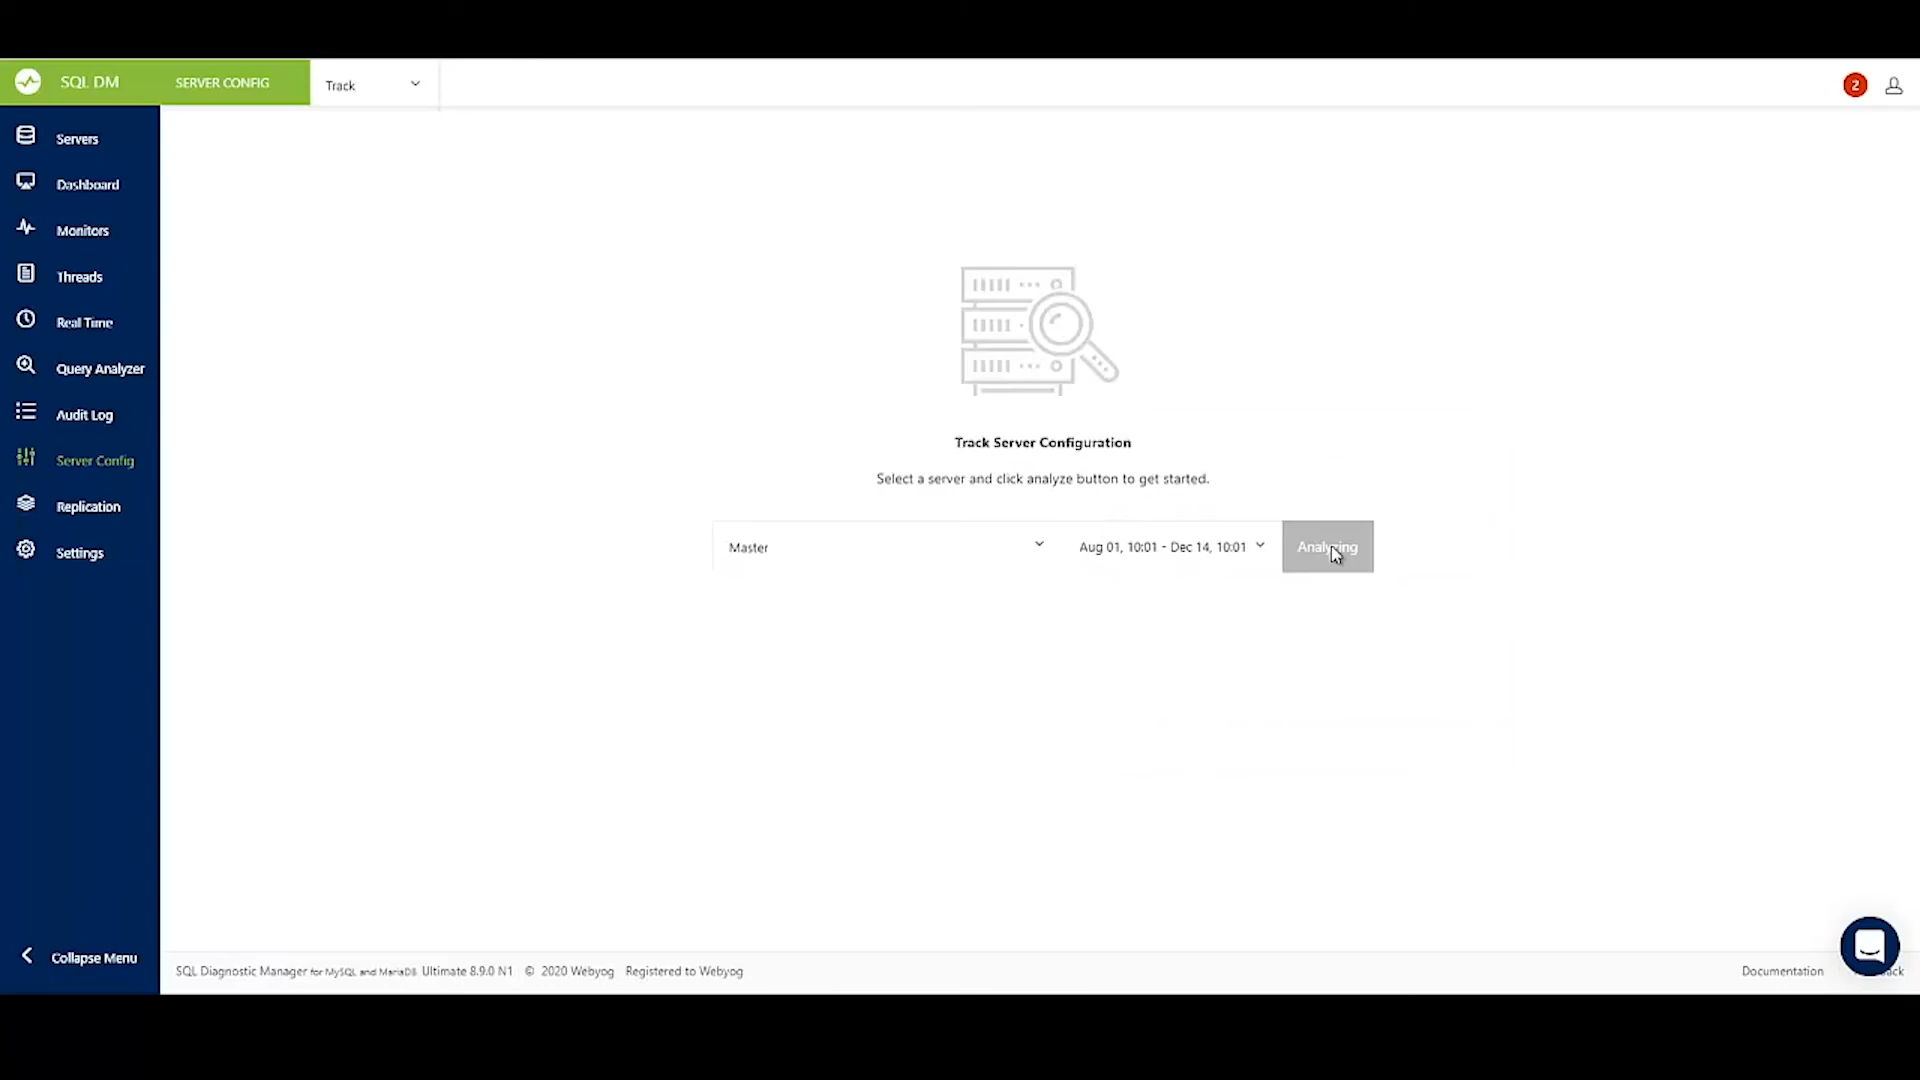 SQL DM
SERVER CONFIG
Track
2
Servers
Dashboard
Monitors
Threads
Real Time
Query Analyzer
Audit Log
Server Config
Replication
Settings
Collapse Menu
Track Server Configuration
Select a server and click analyze button to get started.
Master
Aug 01, 10:01 - Dec 14, 10:01
Analyzing
SQL Diagnostic Manager for MySQL and MariaDB Ultimate 8.9.0 N1 © 2020 Webyog Registered to Webyog
Documentation